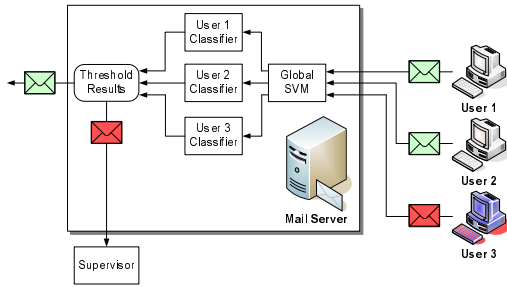 User 1
Classifier
Threshold
Results
User 2
Classifier
Global
SVM
User 1
User 3
Classifier
User 2
Mail Server
User 3
Supervisor